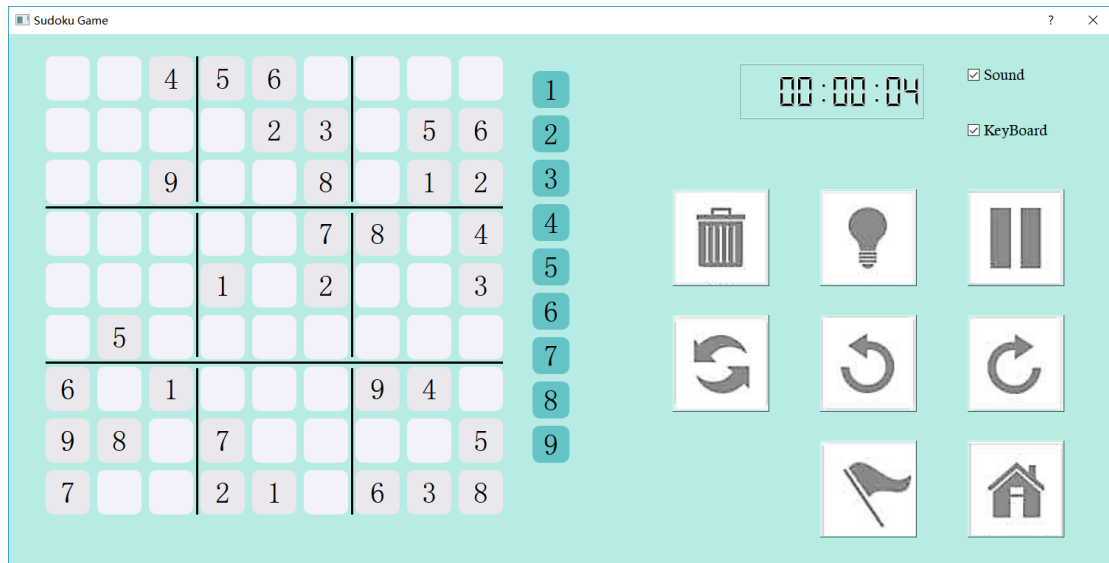 Sudoku Game
4 5 6
2 3 5 6
9 8 1 2
7 8 4
1 2 3
5
6 1 9 4
9 8 7 5
7 2 1 6 3 8
1
2
3
4
5
6
7
8
9
00:00:04
Sound
KeyBoard